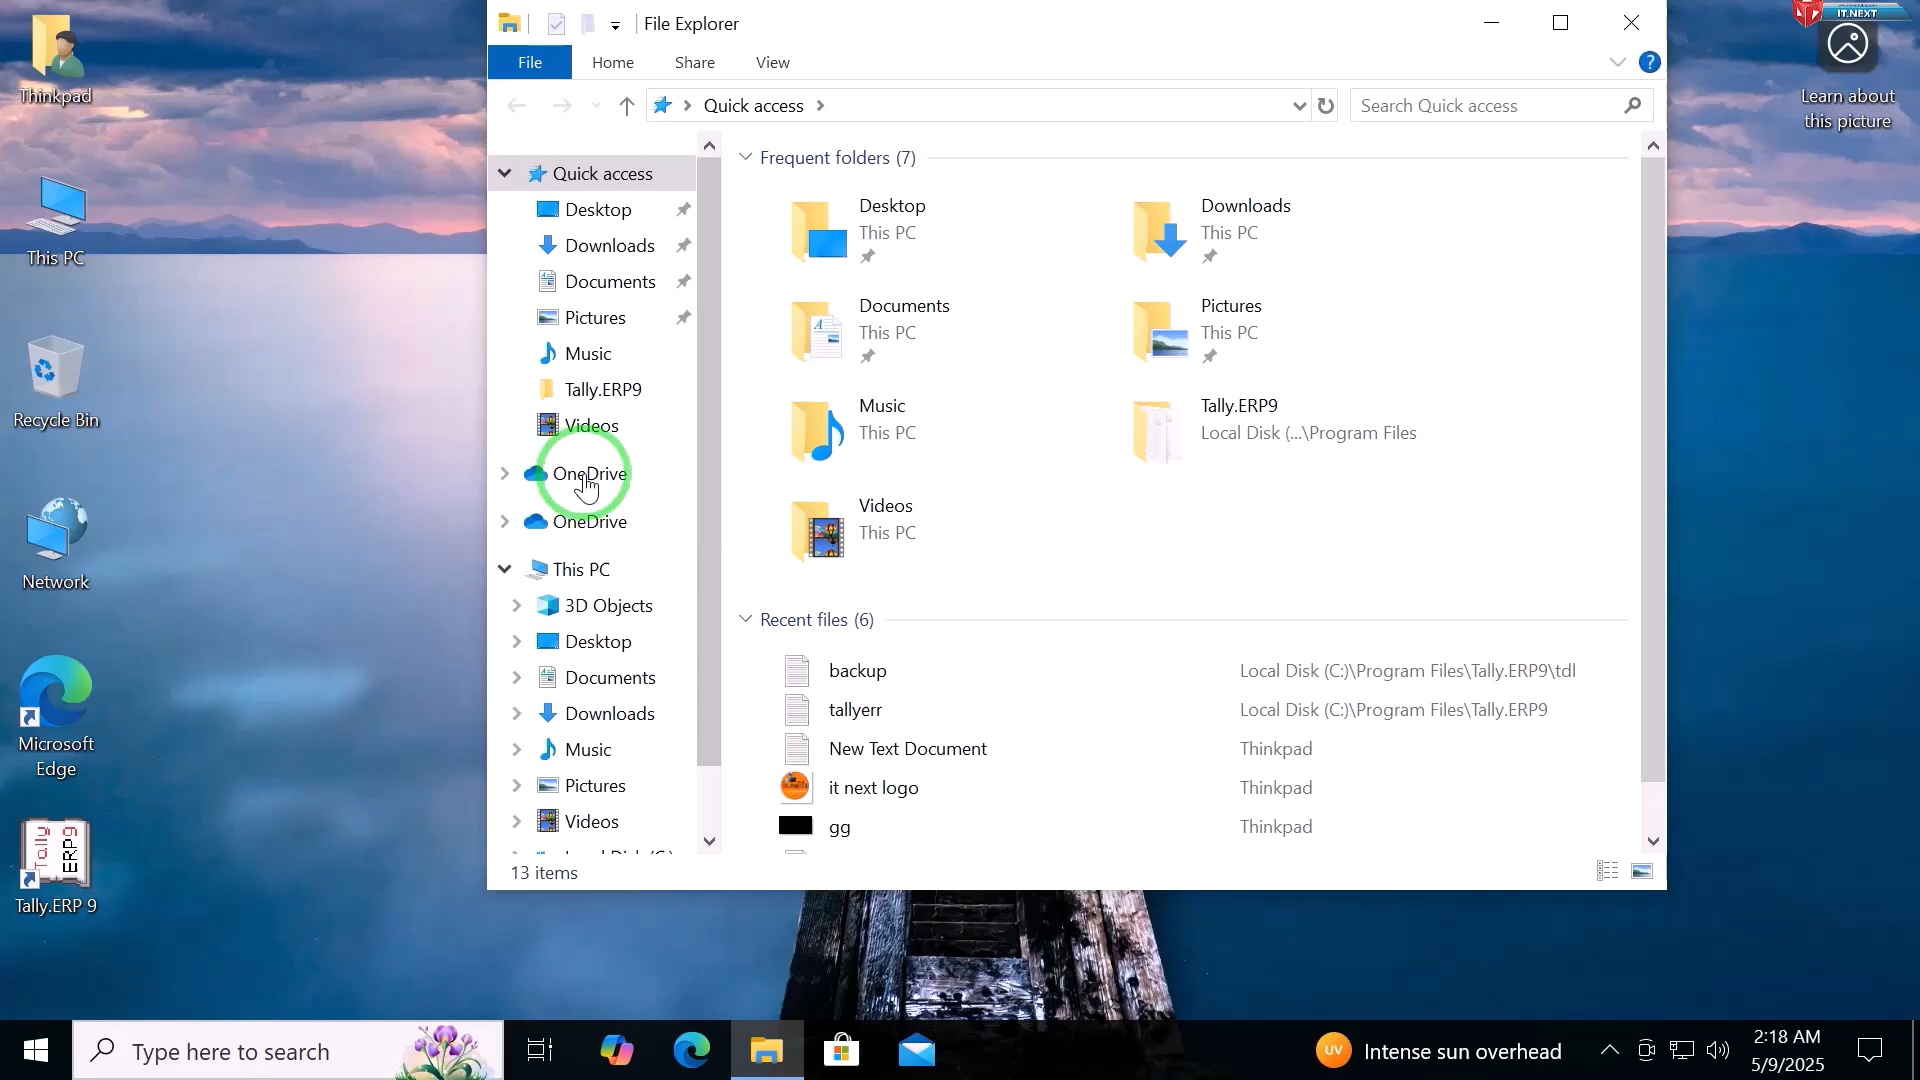 Thinkpad
This PC
Recycle Bin
Network
Microsoft
Edge
Tally
ERP9
Tally.ERP 9
File Explorer
File
Home
Share
View
?
Quick access
Search Quick access
Quick access
Desktop
Downloads
Documents
Pictures
Music
Tally.ERP9
Videos
OneDrive
OneDrive
This PC
3D Objects
Desktop
Documents
Downloads
Music
Pictures
Videos
Frequent folders (7)
Desktop
This PC
Downloads
This PC
Documents
This PC
Pictures
This PC
Music
This PC
Tally.ERP9
Local Disk (...\Program Files
Videos
This PC
Recent files (6)
backup
Local Disk (C:)\Program Files\Tally.ERP9\tdl
tallyerr
Local Disk (C:)\Program Files\Tally.ERP9
New Text Document
Thinkpad
it next logo
Thinkpad
gg
Thinkpad
13 items
IT.NEXT
Learn about
this picture
Type here to search
UV
Intense sun overhead
2:18 AM
5/9/2025